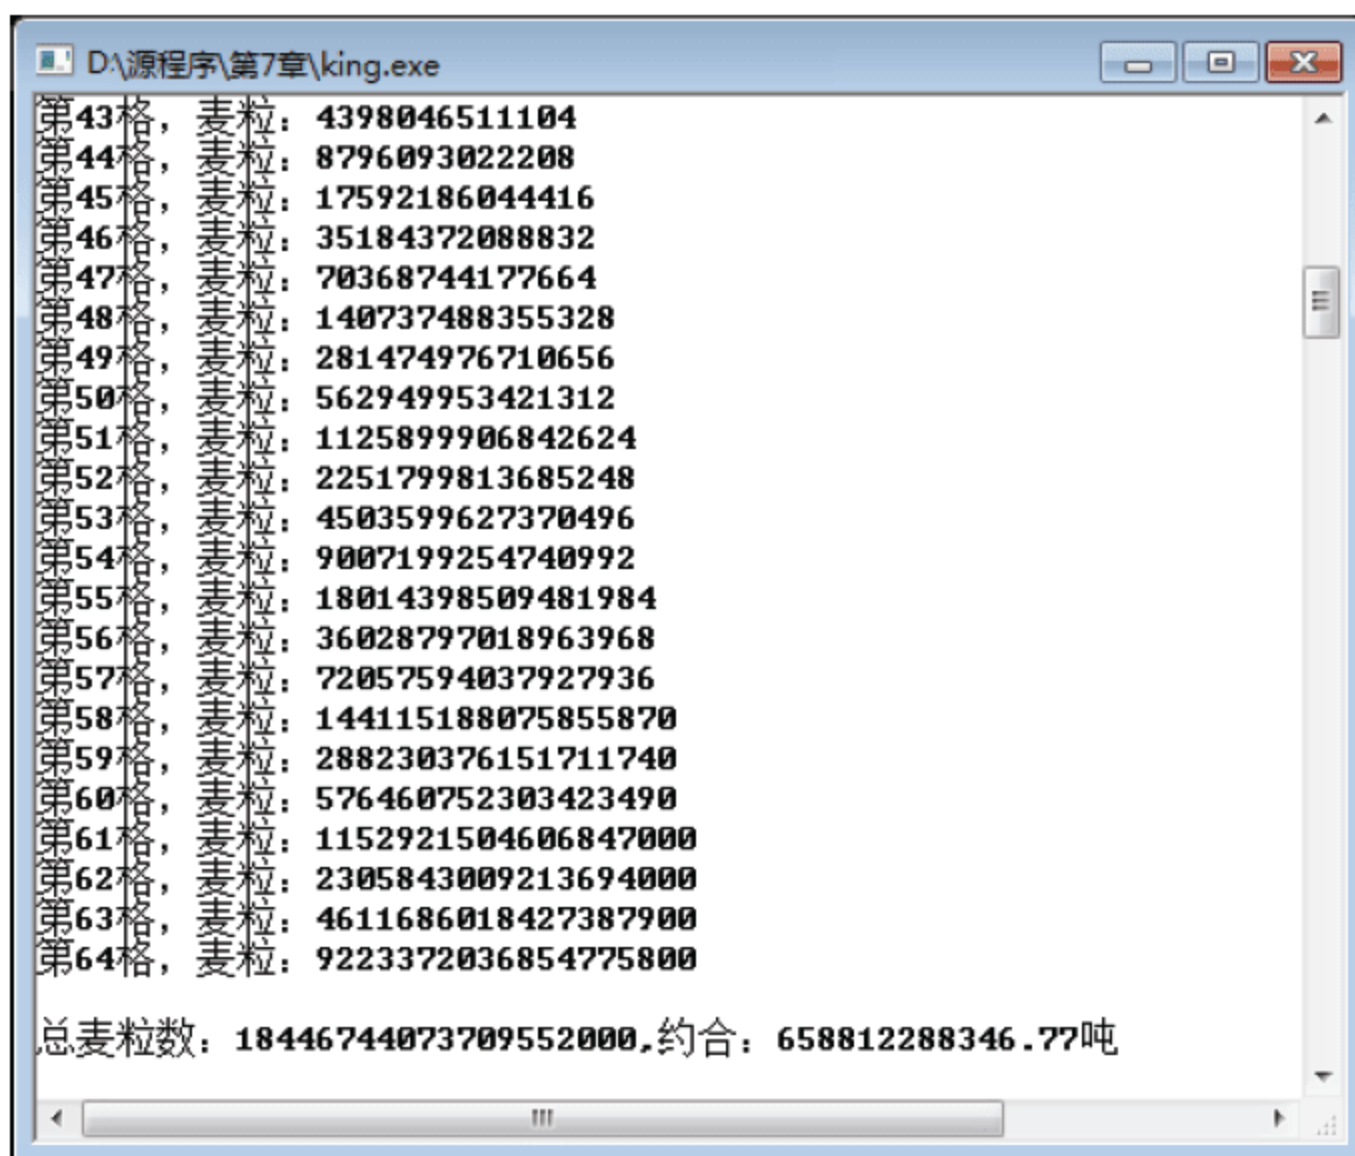 D:\源程序\第7章\king.exe
第43格，麦粒：4398046511104
第44格，麦粒：8796093022208
第45格，麦粒：17592186044416
第46格，麦粒：35184372088832
第47格，麦粒：70368744177664
第48格，麦粒：140737488355328
第49格，麦粒：281474976710656
第50格，麦粒：562949953421312
第51格，麦粒：1125899906842624
第52格，麦粒：2251799813685248
第53格，麦粒：4503599627370496
第54格，麦粒：9007199254740992
第55格，麦粒：18014398509481984
第56格，麦粒：36028797018963968
第57格，麦粒：72057594037927936
第58格，麦粒：144115188075855870
第59格，麦粒：288230376151711740
第60格，麦粒：576460752303423490
第61格，麦粒：1152921504606847000
第62格，麦粒：2305843009213694000
第63格，麦粒：4611686018427387900
第64格，麦粒：9223372036854775800
总麦粒数：18446744073709552000,约合：658812288346.77吨